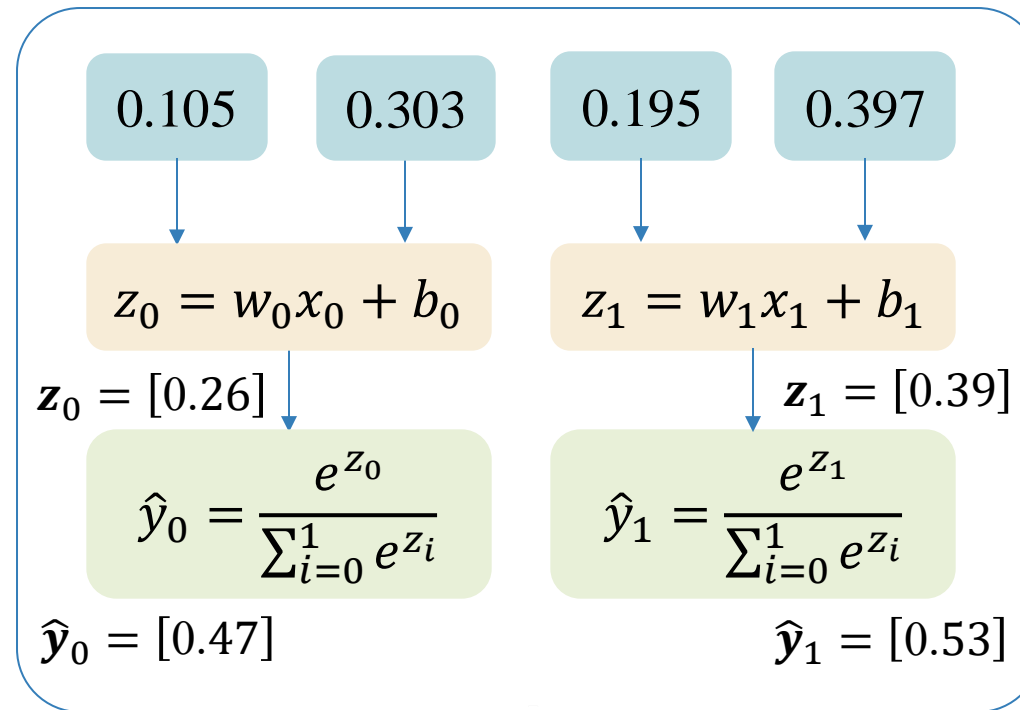 0.105 0.303 0.195 0.397
z₀ = w₀x₀ + b₀ z₁ = w₁x₁ + b₁
z₀ = [0.26] z₁ = [0.39]
ŷ₀ = e^{z₀} / ∑_{i=0}^{1} e^{z_i} ŷ₁ = e^{z₁} / ∑_{i=0}^{1} e^{z_i}
ŷ₀ = [0.47] ŷ₁ = [0.53]